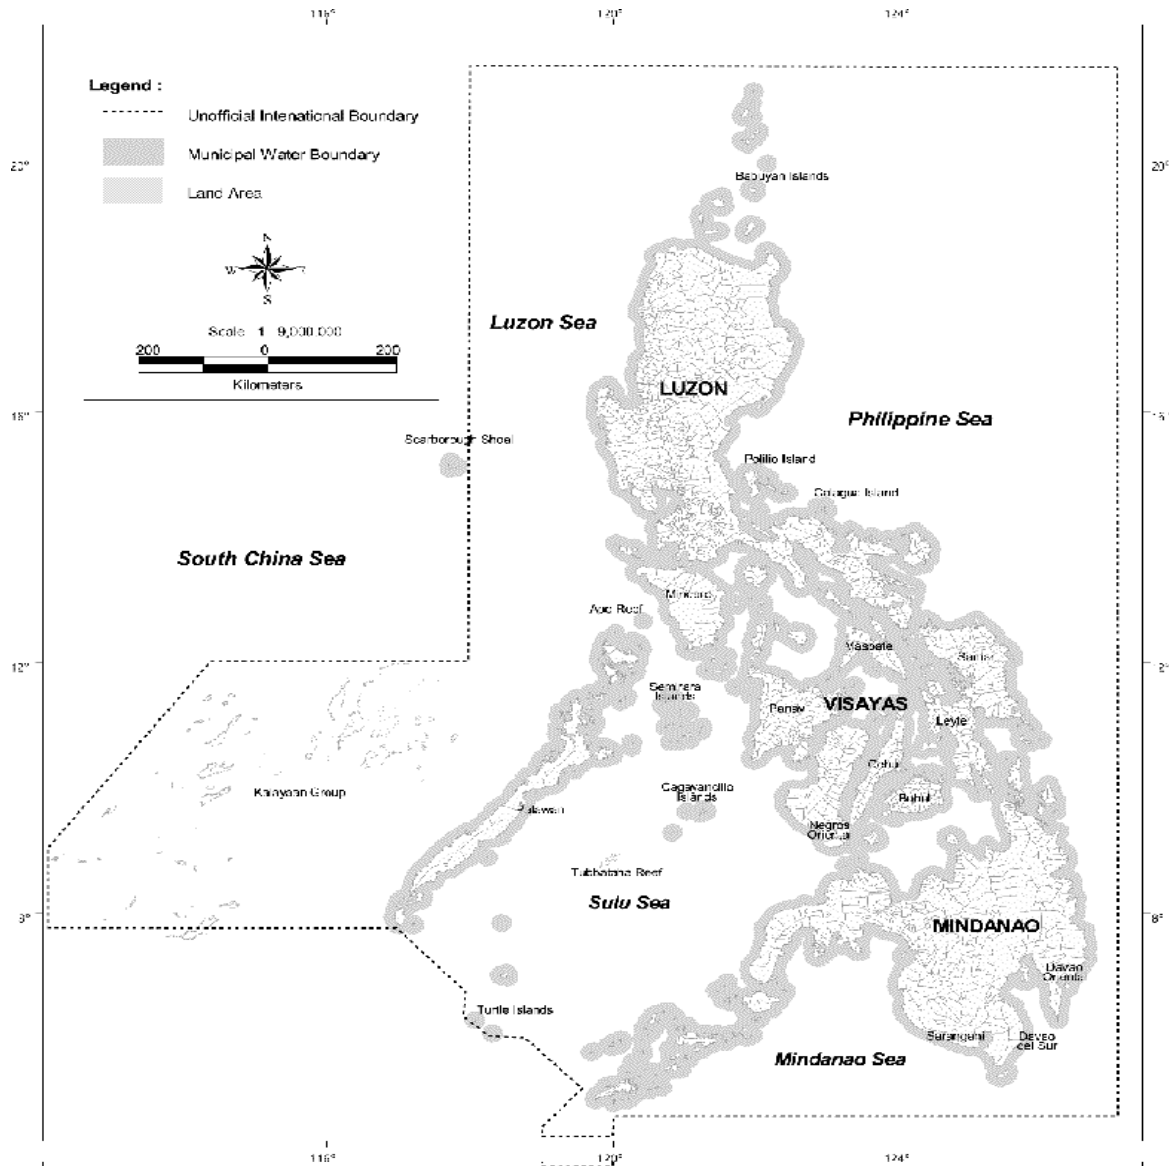 116° 120° 124°
Legend :
Unofficial Intenational Boundary
Municipal Water Boundary
Land Area
N
W
S
Scale 1 9,000,000
200 0 200
Kilometers
20° 20°
Babuyan Islands
Luzon Sea
LUZON
16° 16°
Philippine Sea
Scarborough Shoal
Polillo Island
Calagua Island
South China Sea
Mindoro
Apo Reef
12°
Masbate
Samar
Semirara
Islands
Panay
VISAYAS
Leyte
Cebu
Kalayaan Group
Cagayancillo
Islands
Bohol
Palawan
Negros
Oriental
Tubbataha Reef
Sulu Sea
8° 8°
MINDANAO
Davao
Oriental
Turtle Islands
Sarangani
Davao
del Sur
Mindanao Sea
116° 120° 124°